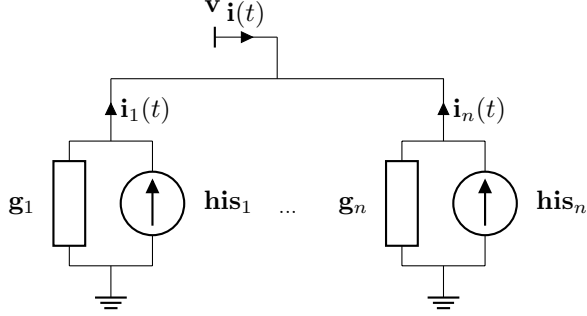 v i(t)
i₁(t) iₙ(t)
g₁ his₁ ... gₙ hisₙ